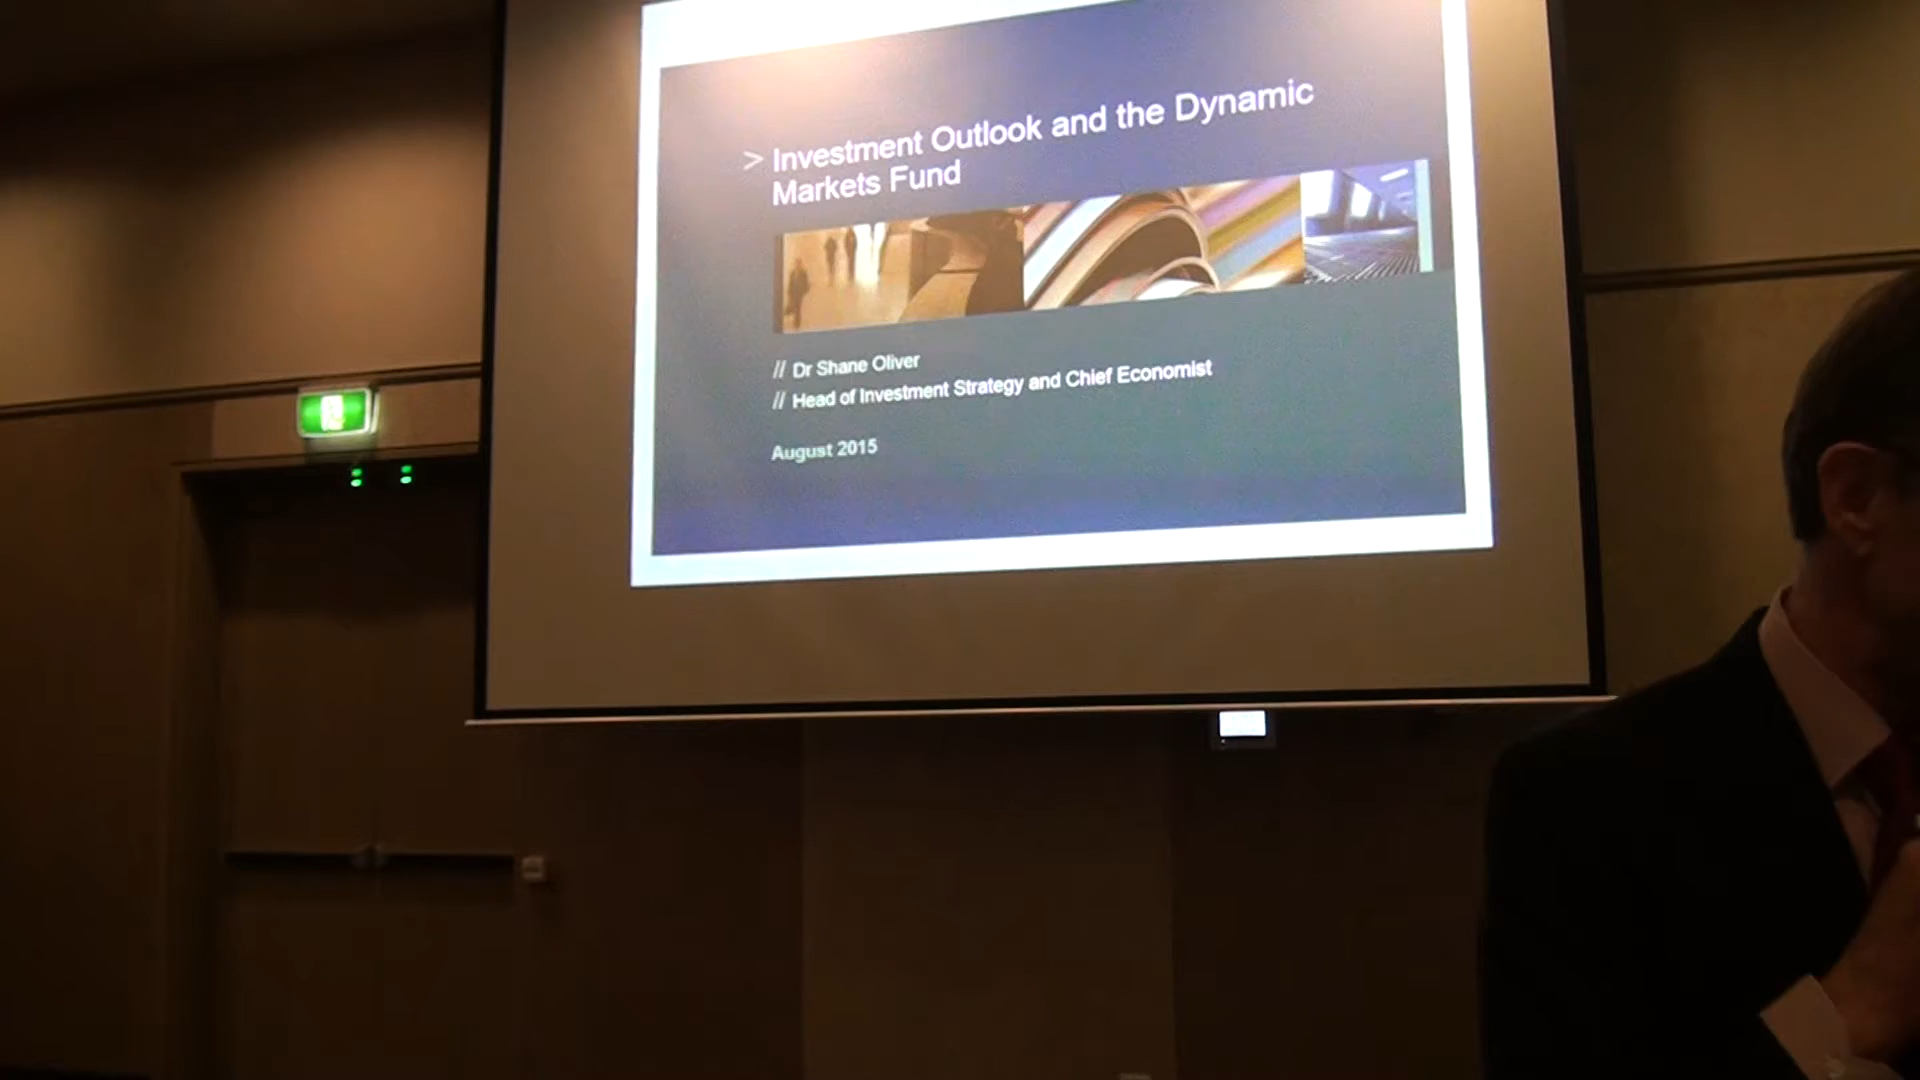 > Investment Outlook and the Dynamic
Markets Fund
// Dr Shane Oliver
// Head of Investment Strategy and Chief Economist
August 2015